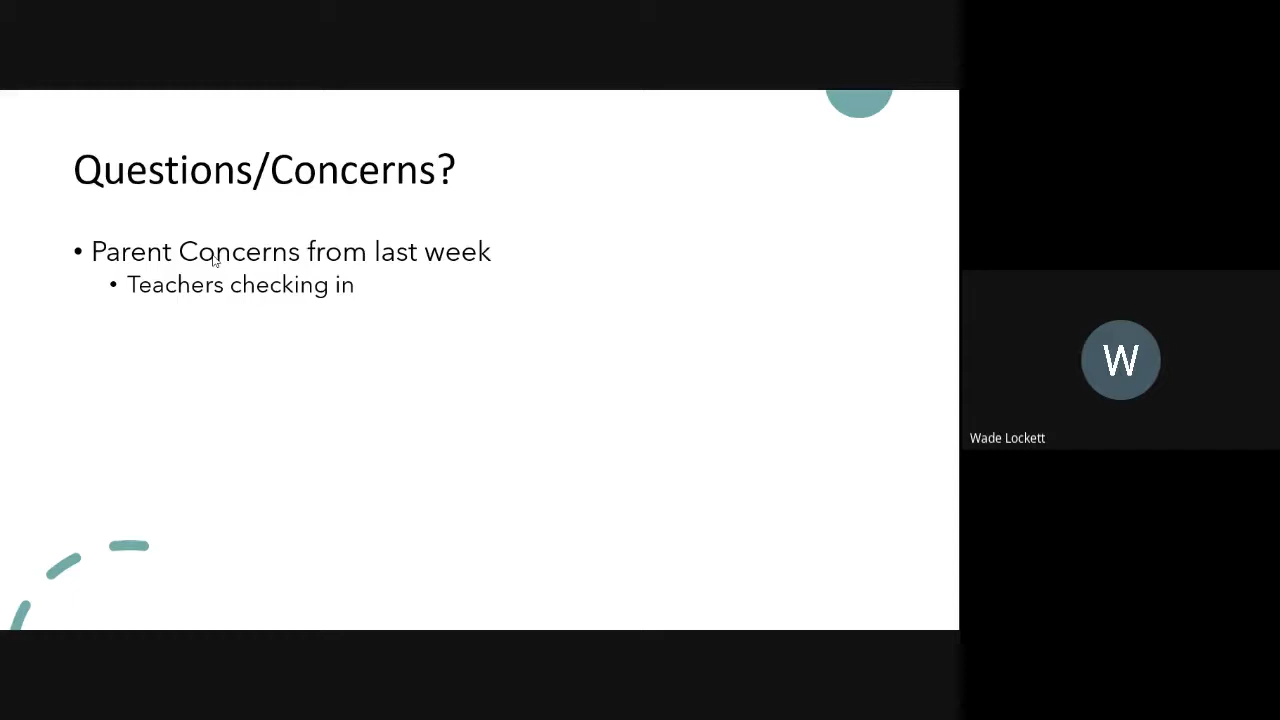 Questions/Concerns?
• Parent Concerns from last week
• Teachers checking in
W
Wade Lockett